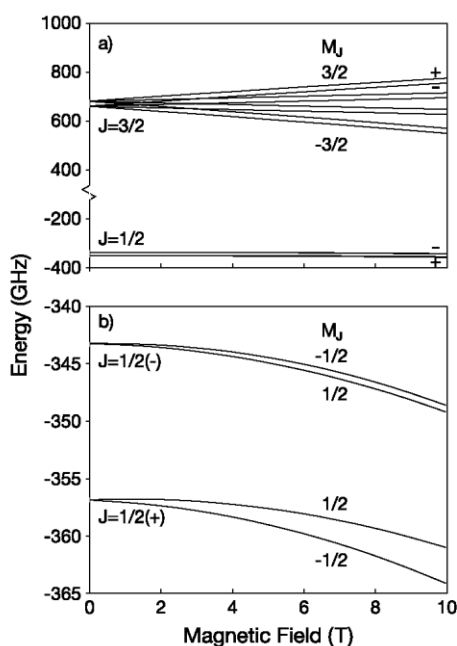 Energy (GHz)
1000
800
600
400
-200
-400
a)
M_J
3/2
+
-
J=3/2
-3/2
J=1/2
-
+
-340
-345
-350
-355
-360
-365
b)
M_J
-1/2
J=1/2(-)
1/2
1/2
J=1/2(+)
-1/2
0 2 4 6 8 10
Magnetic Field (T)